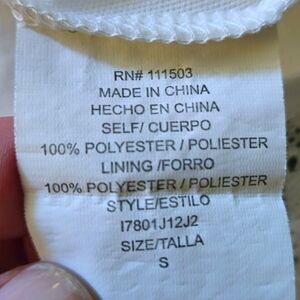 RN# 111503
MADE IN CHINA
HECHO EN CHINA
SELF/ CUERPO
100% POLYESTER / POLIESTER
LINING /FORRO
100% POLYESTER / POLIESTER
STYLE/ESTILO
I7801J12J2
SIZE/TALLA
S